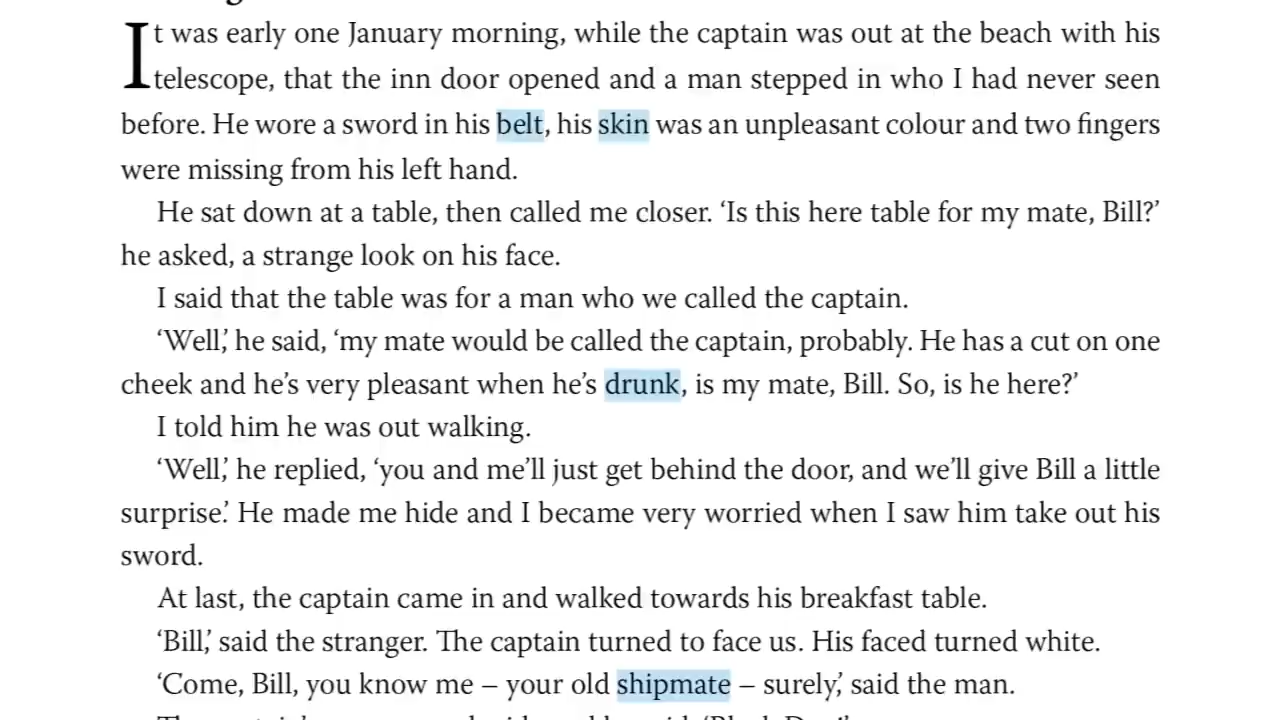 It was early one January morning, while the captain was out at the beach with his
telescope, that the inn door opened and a man stepped in who I had never seen
before. He wore a sword in his belt, his skin was an unpleasant colour and two fingers
were missing from his left hand.
He sat down at a table, then called me closer. ‘Is this here table for my mate, Bill?’
he asked, a strange look on his face.
I said that the table was for a man who we called the captain.
‘Well,’ he said, ‘my mate would be called the captain, probably. He has a cut on one
cheek and he’s very pleasant when he’s drunk, is my mate, Bill. So, is he here?’
I told him he was out walking.
‘Well,’ he replied, ‘you and me’ll just get behind the door, and we’ll give Bill a little
surprise.’ He made me hide and I became very worried when I saw him take out his
sword.
At last, the captain came in and walked towards his breakfast table.
‘Bill,’ said the stranger. The captain turned to face us. His faced turned white.
‘Come, Bill, you know me – your old shipmate – surely,’ said the man.